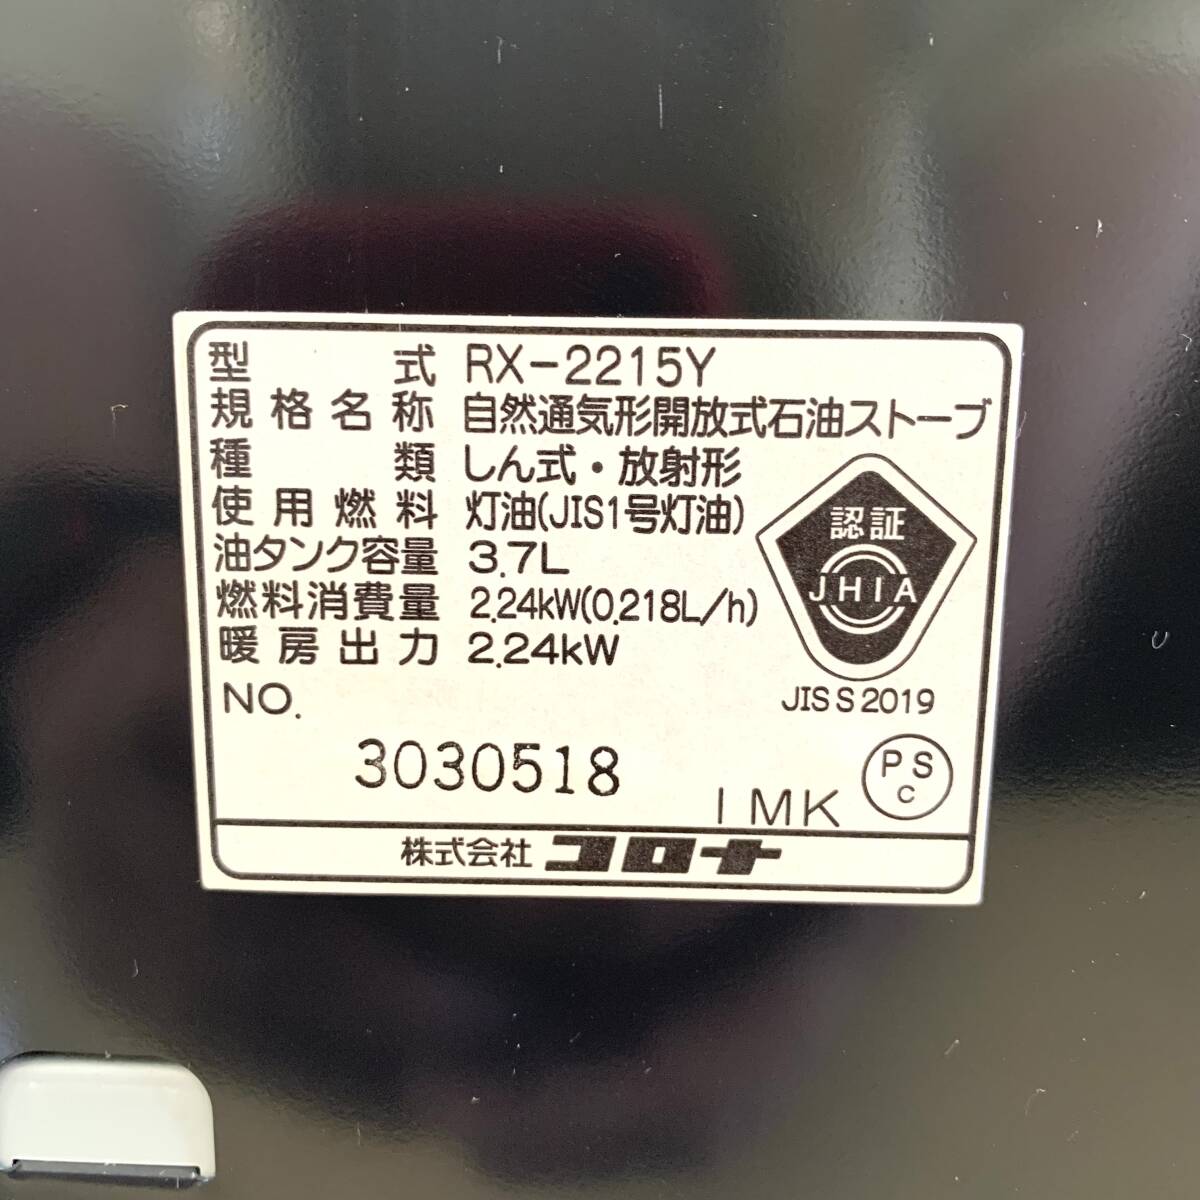 型式 RX-2215Y
規格名称 自然通気形開放式石油ストーブ
種類 しん式・放射形
使用燃料 灯油(JIS1号灯油)
油タンク容量 3.7L
燃料消費量 2.24kW(0.218L/h)
暖房出力 2.24kW
認証
JHIA
JIS S 2019
NO.
3030518
1MK
PS
C
株式会社 コロナ